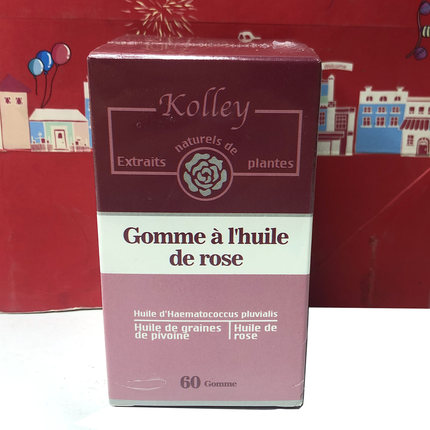 Kolley
Extraits naturels de plantes
Gomme à l'huile
de rose
Huile d'Haematococcus pluvialis
Huile de graines
de pivoine
Huile de
rose
60 Gomme